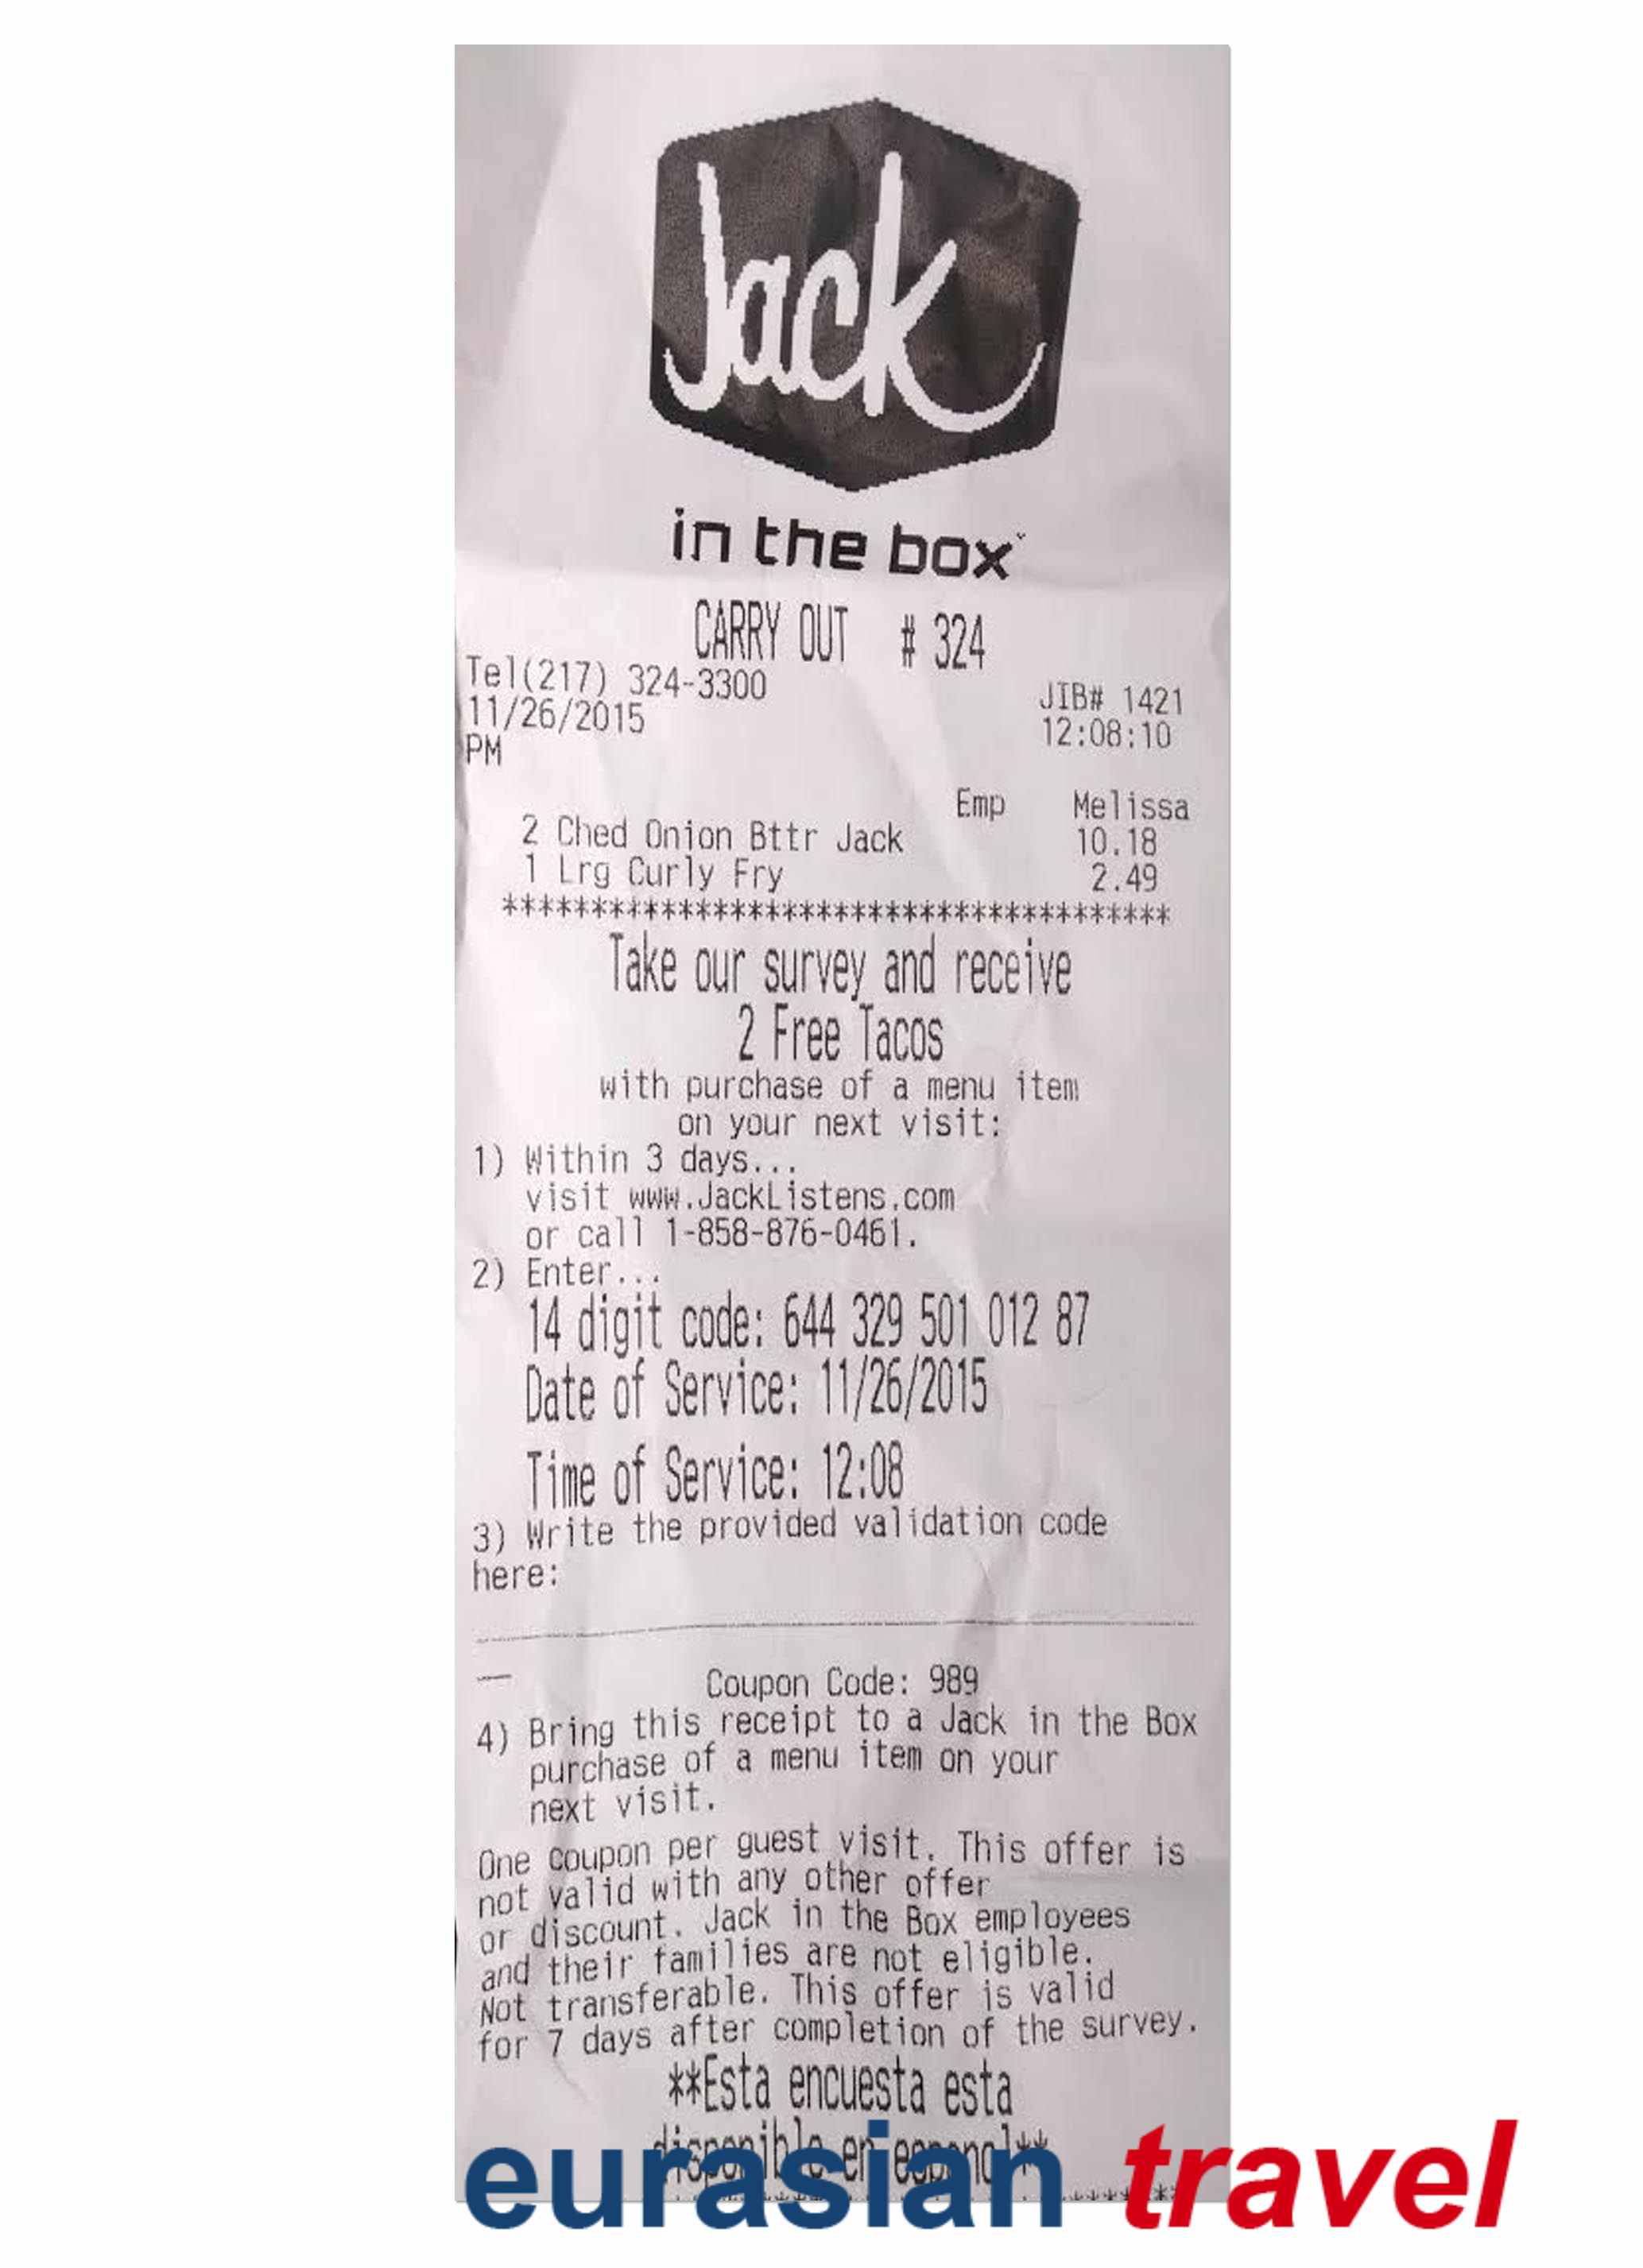 Jack
in the box
CARRY OUT # 324
Tel(217) 324-3300
JIB# 1421
11/26/2015 12:08:10
PM
Emp Melissa
2 Ched Onion Bttr Jack 10.18
1 Lrg Curly Fry 2.49
**************************************
Take our survey and receive
2 Free Tacos
with purchase of a menu item
on your next visit:
1) Within 3 days...
visit www.JackListens.com
or call 1-858-876-0461.
2) Enter...
14 digit code: 644 329 501 012 87
Date of Service: 11/26/2015
Time of Service: 12:08
3) Write the provided validation code
here:
Coupon Code: 989
4) Bring this receipt to a Jack in the Box
purchase of a menu item on your
next visit.
One coupon per guest visit. This offer is
not valid with any other offer
or discount. Jack in the Box employees
and their families are not eligible.
Not transferable. This offer is valid
for 7 days after completion of the survey.
**Esta encuesta esta
disponible en espanol**
eurasian travel